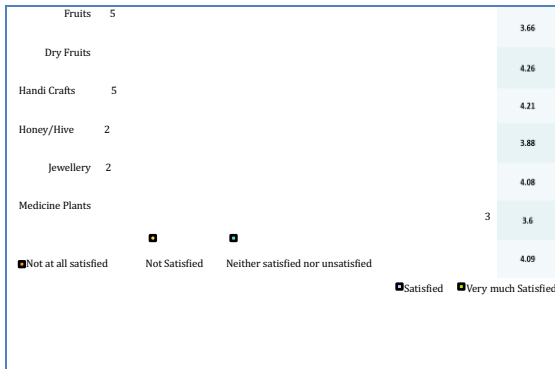 Fruits 5
3.66
Dry Fruits
4.26
Handi Crafts 5
4.21
Honey/Hive 2
3.88
Jewellery 2
4.08
Medicine Plants
3
3.6
Not at all satisfied Not Satisfied Neither satisfied nor unsatisfied
4.09
Satisfied Very much Satisfied